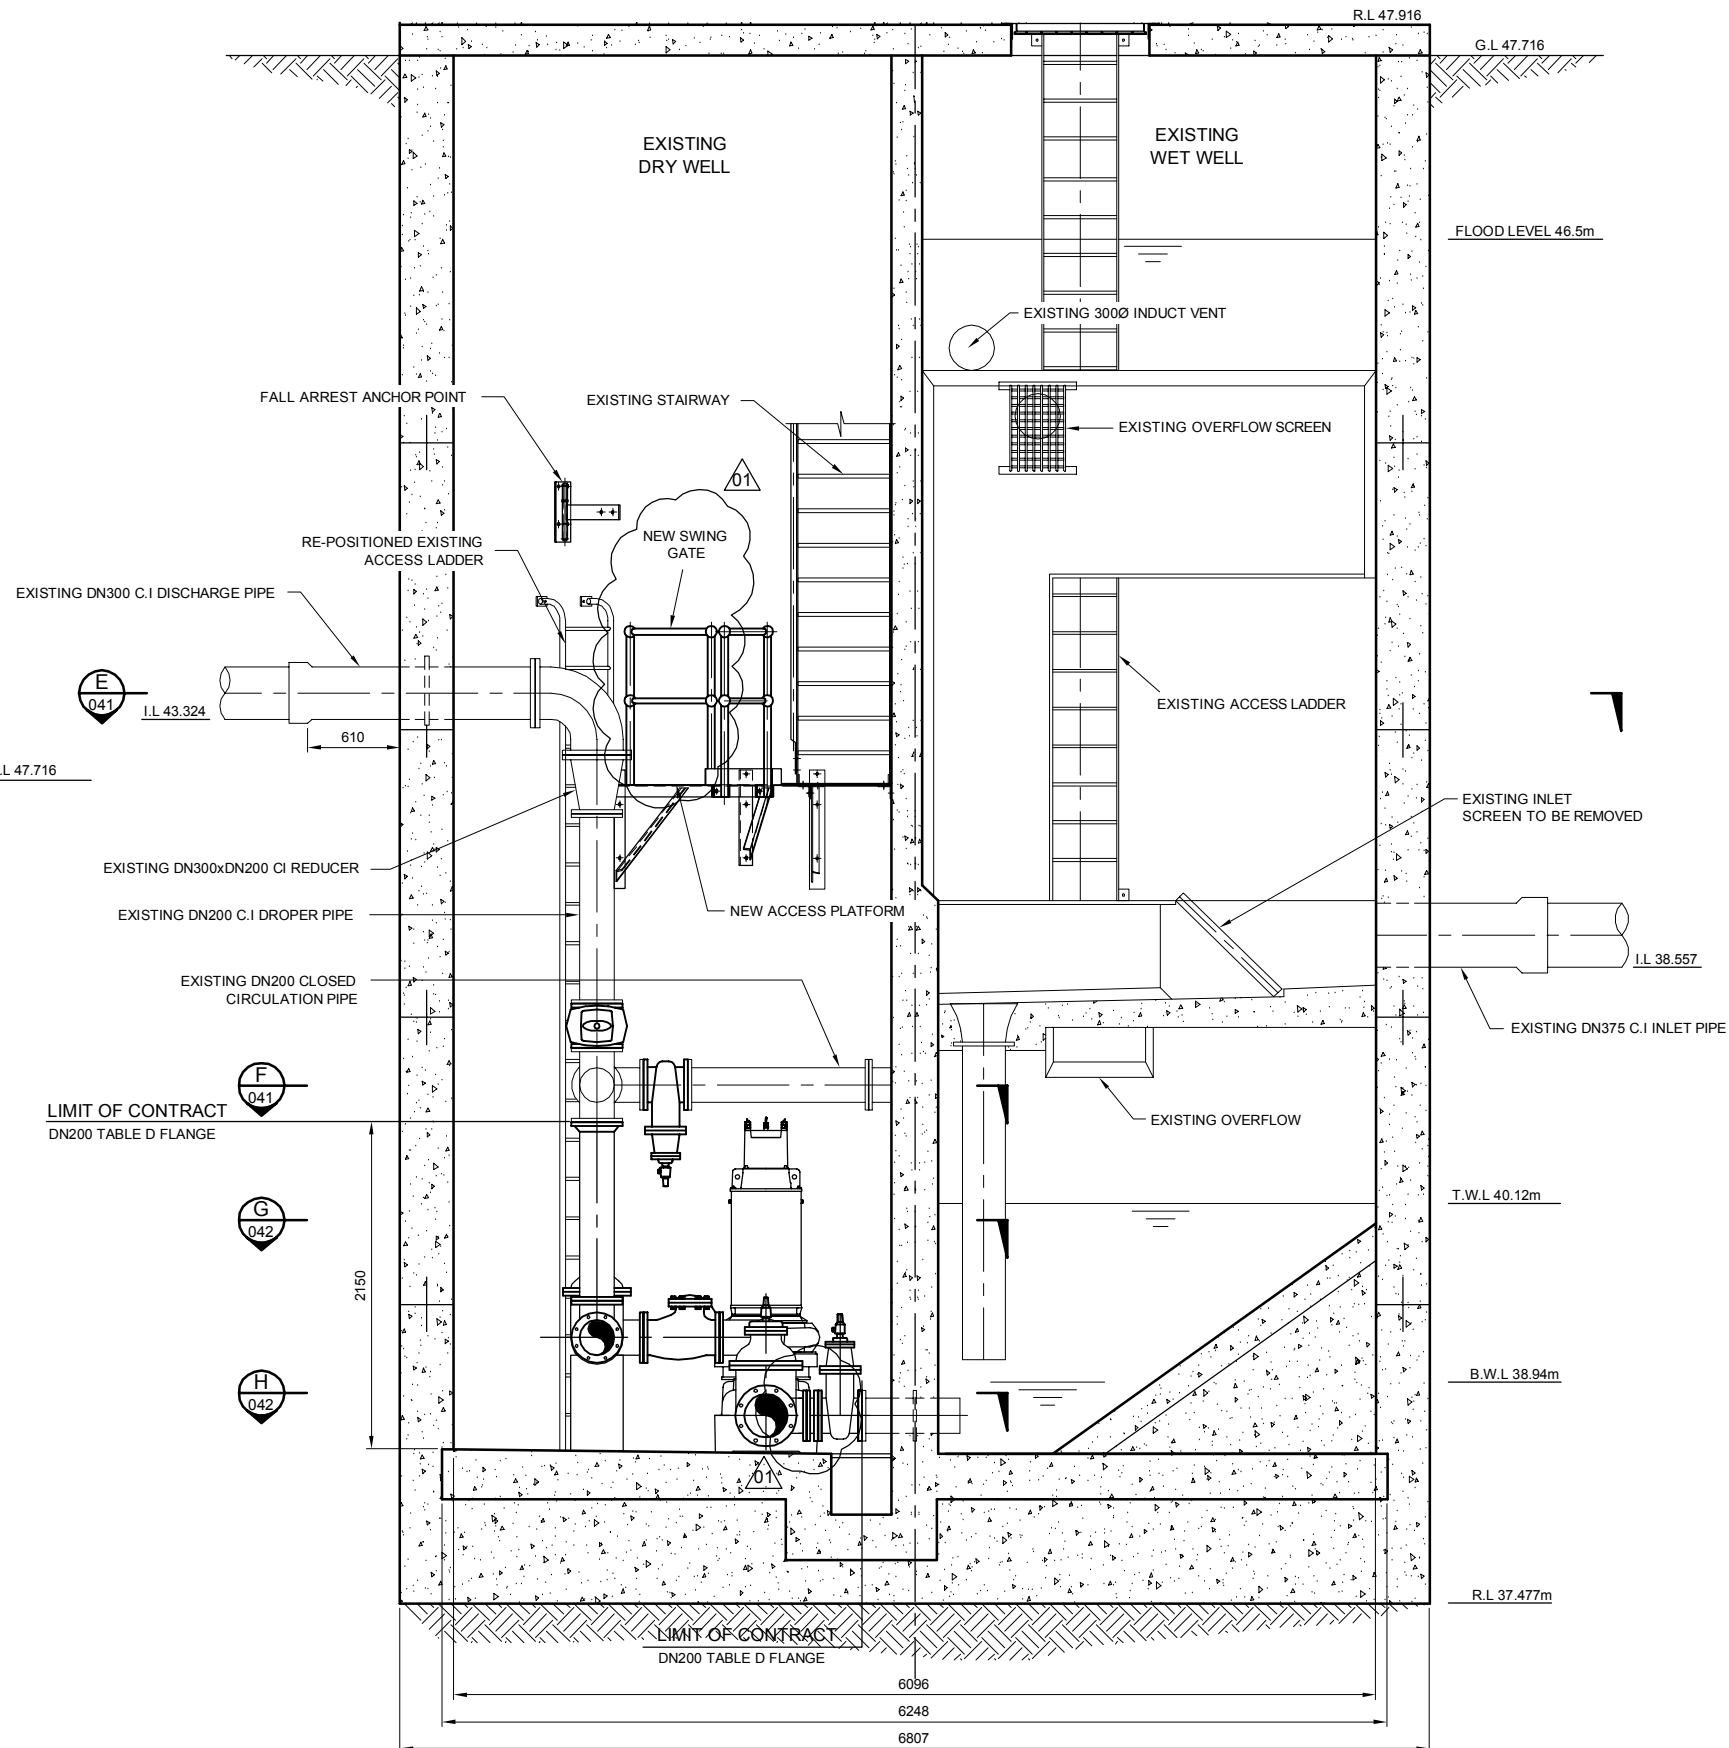 R.L 47.916
G.L 47.716
EXISTING
DRY WELL
EXISTING
WET WELL
FLOOD LEVEL 46.5m
EXISTING 300Ø INDUCT VENT
FALL ARREST ANCHOR POINT
EXISTING STAIRWAY
EXISTING OVERFLOW SCREEN
01
NEW SWING
GATE
RE-POSITIONED EXISTING
ACCESS LADDER
EXISTING DN300 C.I DISCHARGE PIPE
E
041
I.L 43.324
EXISTING ACCESS LADDER
610
.L 47.716
EXISTING INLET
SCREEN TO BE REMOVED
EXISTING DN300xDN200 CI REDUCER
EXISTING DN200 C.I DROPER PIPE
NEW ACCESS PLATFORM
I.L 38.557
EXISTING DN200 CLOSED
CIRCULATION PIPE
EXISTING DN375 C.I INLET PIPE
F
041
LIMIT OF CONTRACT
DN200 TABLE D FLANGE
EXISTING OVERFLOW
T.W.L 40.12m
G
042
2150
B.W.L 38.94m
H
042
01
R.L 37.477m
LIMIT OF CONTRACT
DN200 TABLE D FLANGE
6096
6248
6807